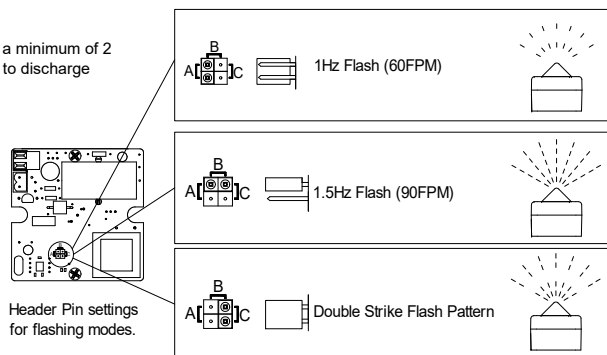 a minimum of 2
to discharge
B
A C
1Hz Flash (60FPM)
B
A C
1.5Hz Flash (90FPM)
B
A C
Double Strike Flash Pattern
Header Pin settings
for flashing modes.